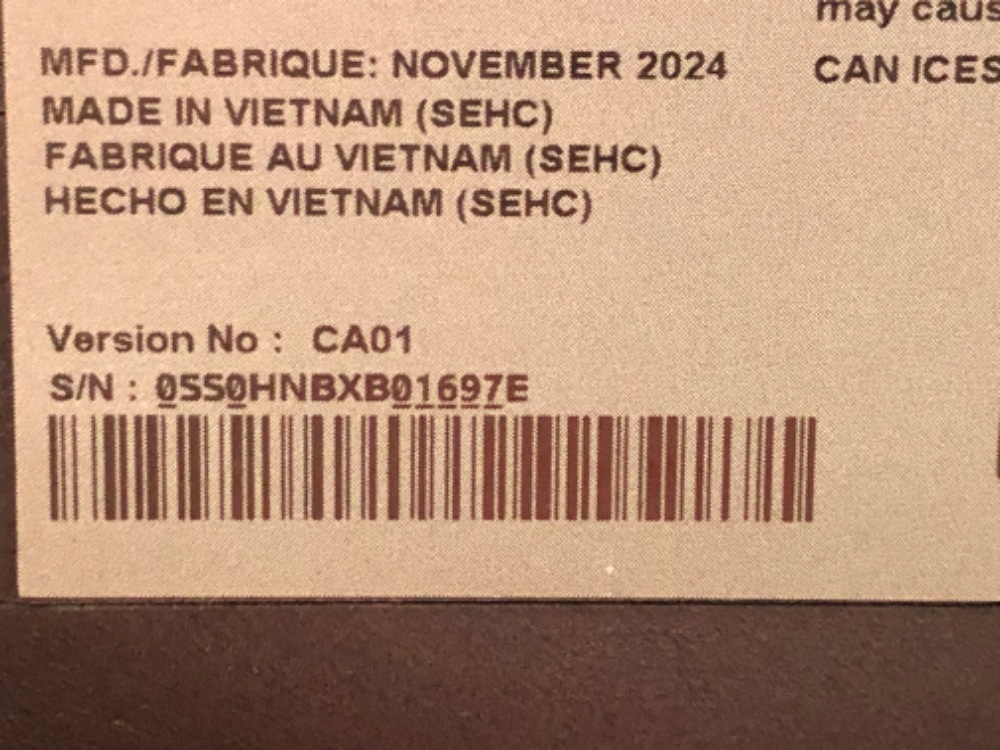 may caus
MFD./FABRIQUE: NOVEMBER 2024
CAN ICES
MADE IN VIETNAM (SEHC)
FABRIQUE AU VIETNAM (SEHC)
HECHO EN VIETNAM (SEHC)
Version No : CA01
S/N : 0SS0HNBXB01697E